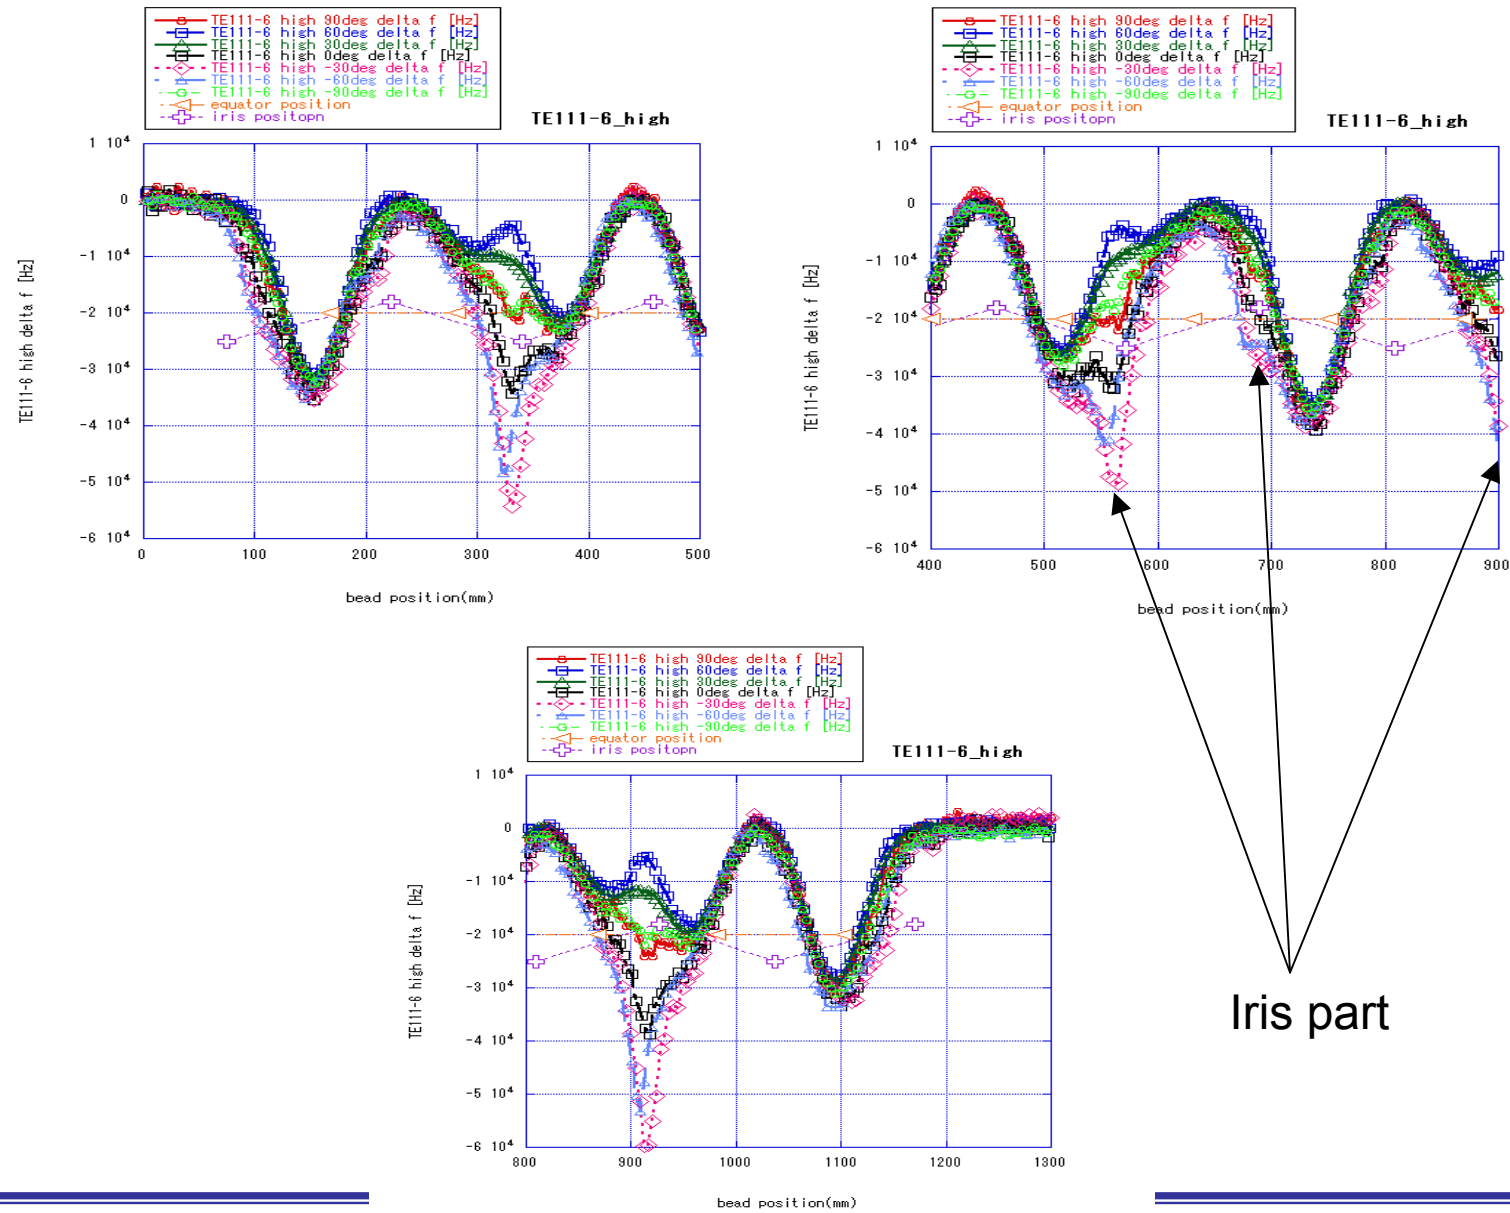 TE111-6 high 90deg delta f [Hz]
TE111-6 high 60deg delta f [Hz]
TE111-6 high 30deg delta f [Hz]
TE111-6 high 0deg delta f [Hz]
TE111-6 high -30deg delta f [Hz]
TE111-6 high -60deg delta f [Hz]
TE111-6 high -90deg delta f [Hz]
equator position
iris positopn
TE111-6_high
TE111-6 high delta f [Hz]
1 10⁴
0
-1 10⁴
-2 10⁴
-3 10⁴
-4 10⁴
-5 10⁴
-6 10⁴
0 100 200 300 400 500
bead position(mm)
TE111-6 high 90deg delta f [Hz]
TE111-6 high 60deg delta f [Hz]
TE111-6 high 30deg delta f [Hz]
TE111-6 high 0deg delta f [Hz]
TE111-6 high -30deg delta f [Hz]
TE111-6 high -60deg delta f [Hz]
TE111-6 high -90deg delta f [Hz]
equator position
iris positopn
TE111-6_high
TE111-6 high delta f [Hz]
1 10⁴
0
-1 10⁴
-2 10⁴
-3 10⁴
-4 10⁴
-5 10⁴
-6 10⁴
400 500 600 700 800 900
bead position(mm)
TE111-6 high 90deg delta f [Hz]
TE111-6 high 60deg delta f [Hz]
TE111-6 high 30deg delta f [Hz]
TE111-6 high 0deg delta f [Hz]
TE111-6 high -30deg delta f [Hz]
TE111-6 high -60deg delta f [Hz]
TE111-6 high -90deg delta f [Hz]
equator position
iris positopn
TE111-6_high
TE111-6 high delta f [Hz]
1 10⁴
0
-1 10⁴
-2 10⁴
-3 10⁴
-4 10⁴
-5 10⁴
-6 10⁴
800 900 1000 1100 1200 1300
bead position(mm)
Iris part